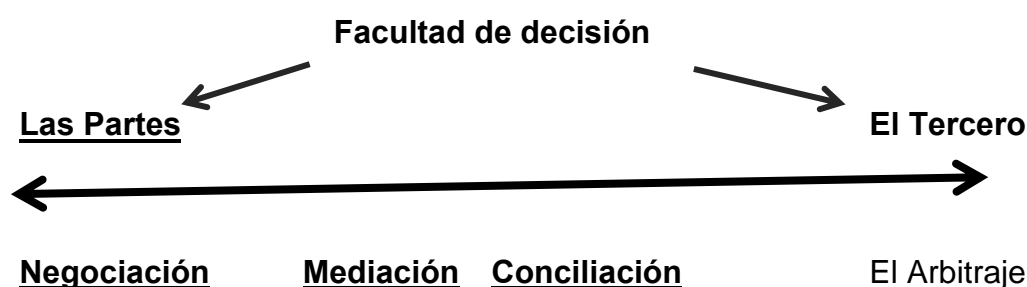 Facultad de decisión
Las Partes El Tercero
Negociación Mediación Conciliación El Arbitraje